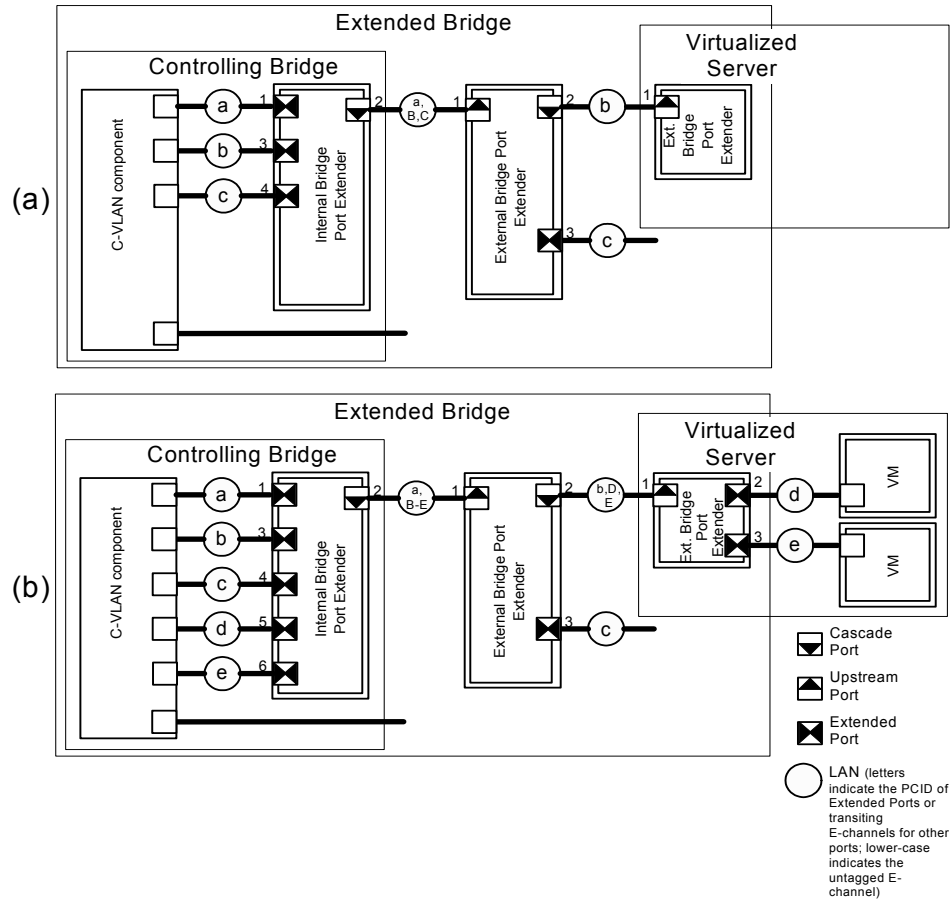 Extended Bridge
Virtualized
Server
Controlling Bridge
(a)
C-VLAN component
a
b
c
1
3
4
Internal Bridge
Port Extender
2
a,
B,C
1
External Bridge Port
Extender
2
b
1
Ext.
Bridge
Port
Extender
3
c
Extended Bridge
Virtualized
Server
Controlling Bridge
(b)
C-VLAN component
a
b
c
d
e
1
3
4
5
6
Internal Bridge
Port Extender
2
a,
B-E
1
External Bridge Port
Extender
2
b,D,
E
1
Ext. Bridge
Port
Extender
2
d
VM
3
e
VM
3
c
Cascade
Port
Upstream
Port
Extended
Port
LAN (letters
indicate the PCID of
Extended Ports or
transiting
E-channels for other
ports; lower-case
indicates the
untagged E-
channel)